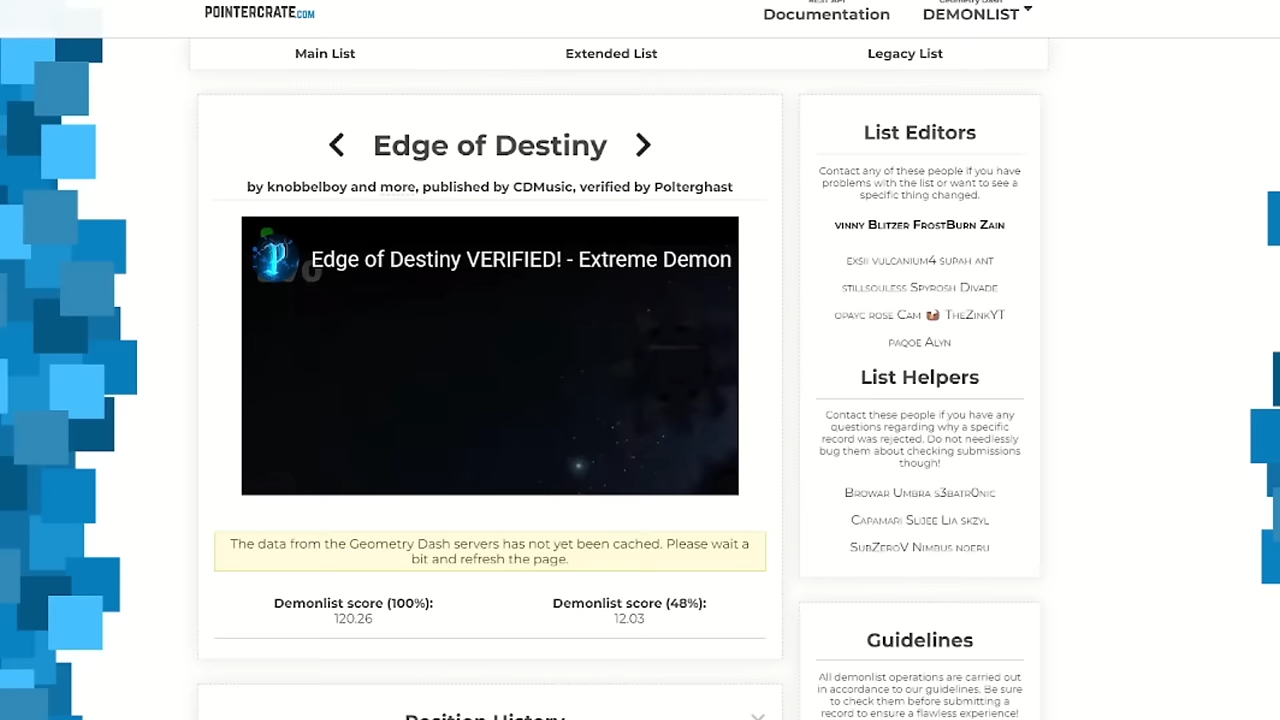 POINTERCRATE.COM
Documentation
Geometry Dash
DEMONLIST
Main List
Extended List
Legacy List
Edge of Destiny
by knobbelboy and more, published by CDMusic, verified by Polterghast
Edge of Destiny VERIFIED! - Extreme Demon
The data from the Geometry Dash servers has not yet been cached. Please wait a
bit and refresh the page.
Demonlist score (100%):
120.26
Demonlist score (48%):
12.03
Position History
List Editors
Contact any of these people if you have
problems with the list or want to see a
specific thing changed.
vinny Blitzer FrostBurn Zain
exsii vulcanium4 supah ant
stillsouless Spyrosh Divade
opayc rose Cam TheZinkYT
paqoe Alyn
List Helpers
Contact these people if you have any
questions regarding why a specific
record was rejected. Do not needlessly
bug them about checking submissions
though!
Browar Umbra s3batr0nic
Capamari Slijee Lia skzyl
SubZeroV Nimbus noeru
Guidelines
All demonlist operations are carried out
in accordance to our guidelines. Be sure
to check them before submitting a
record to ensure a flawless experience!